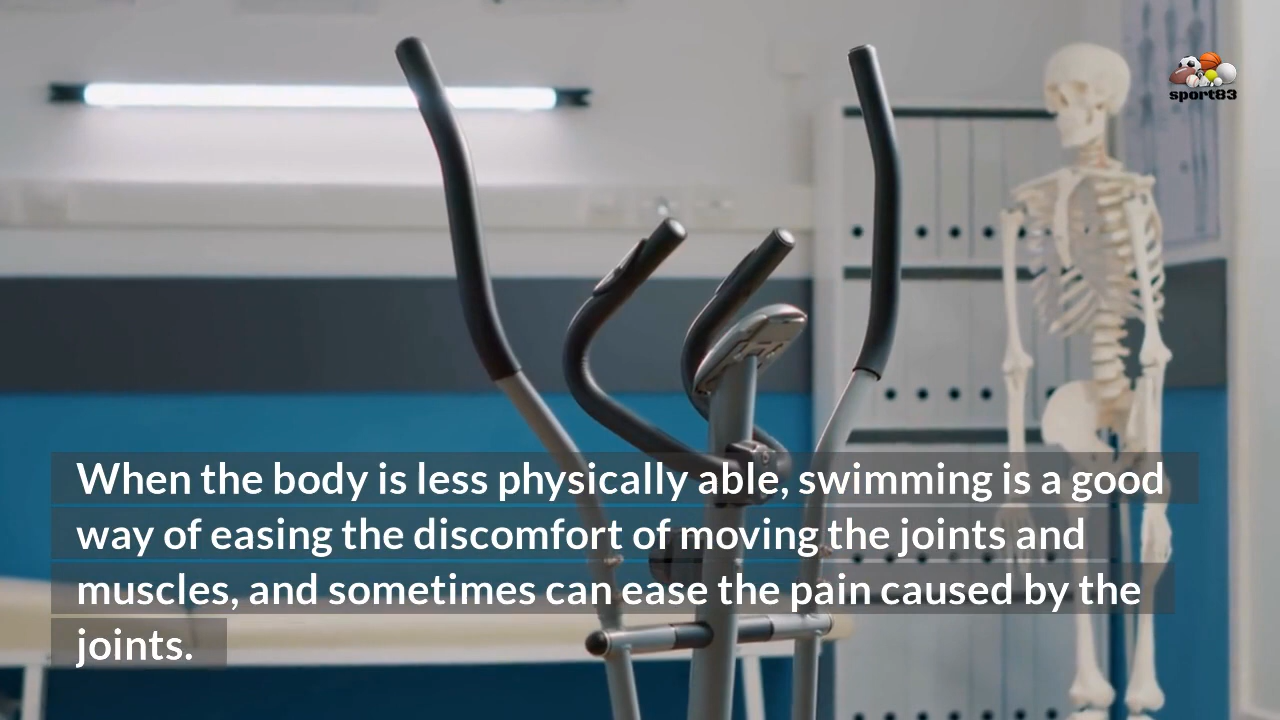 sport83
When the body is less physically able, swimming is a good
way of easing the discomfort of moving the joints and
muscles, and sometimes can ease the pain caused by the
joints.